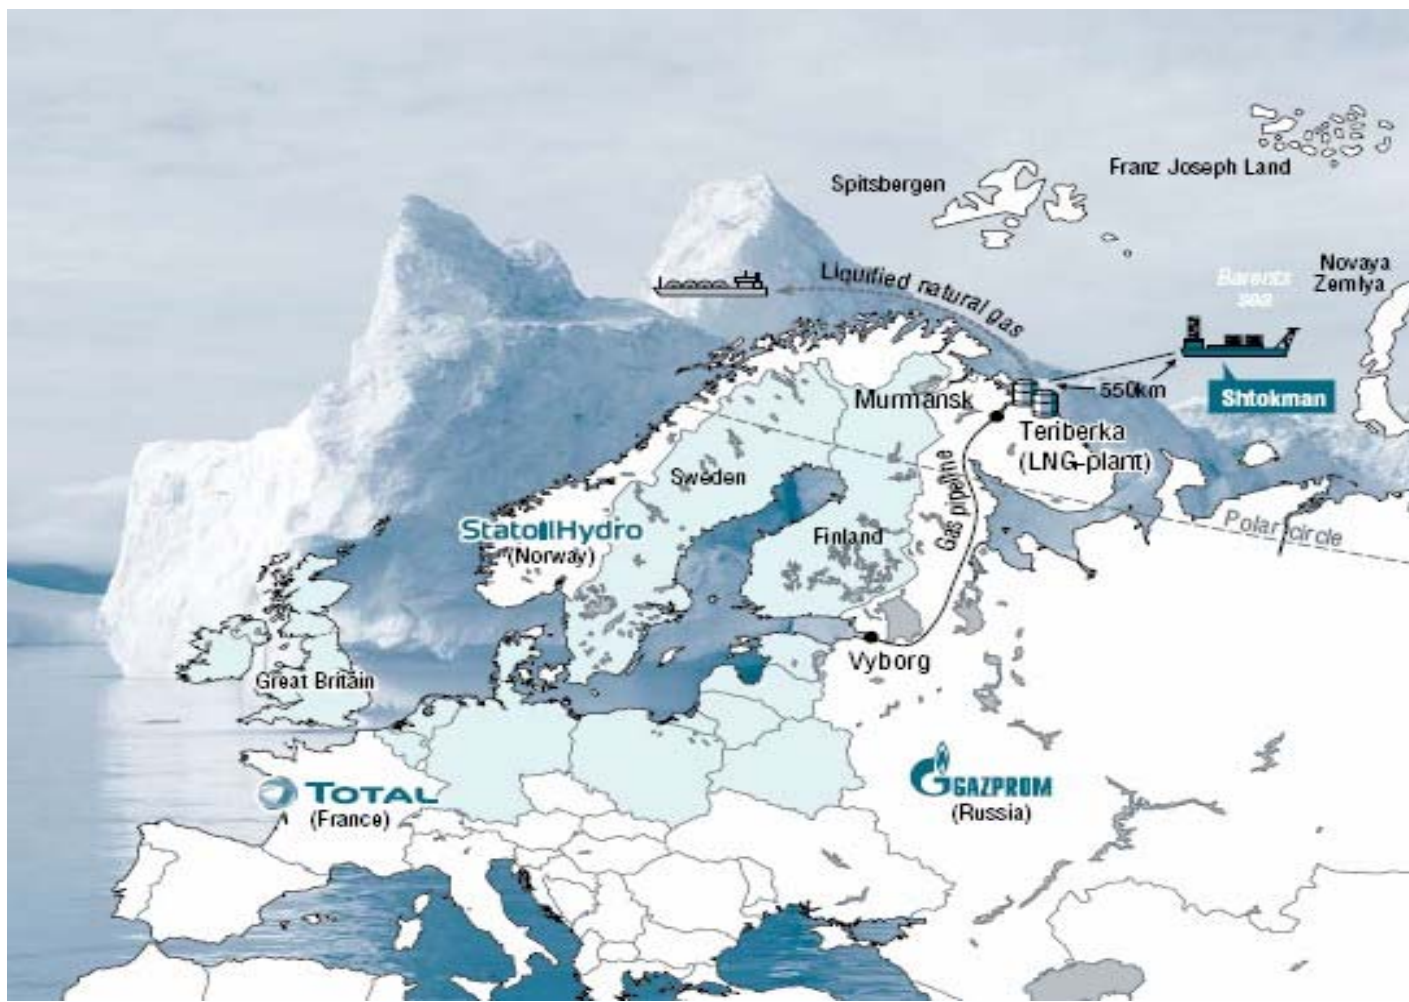 Franz Joseph Land
Spitsbergen
Novaya
Zemlya
Barents
sea
Liquified natural gas
550km
Shtokman
Murmansk
Teriberka
(LNG-plant)
Gas pipeline
Sweden
Polar circle
StatoilHydro
(Norway)
Finland
Vyborg
Great Britain
GAZPROM
(Russia)
TOTAL
(France)